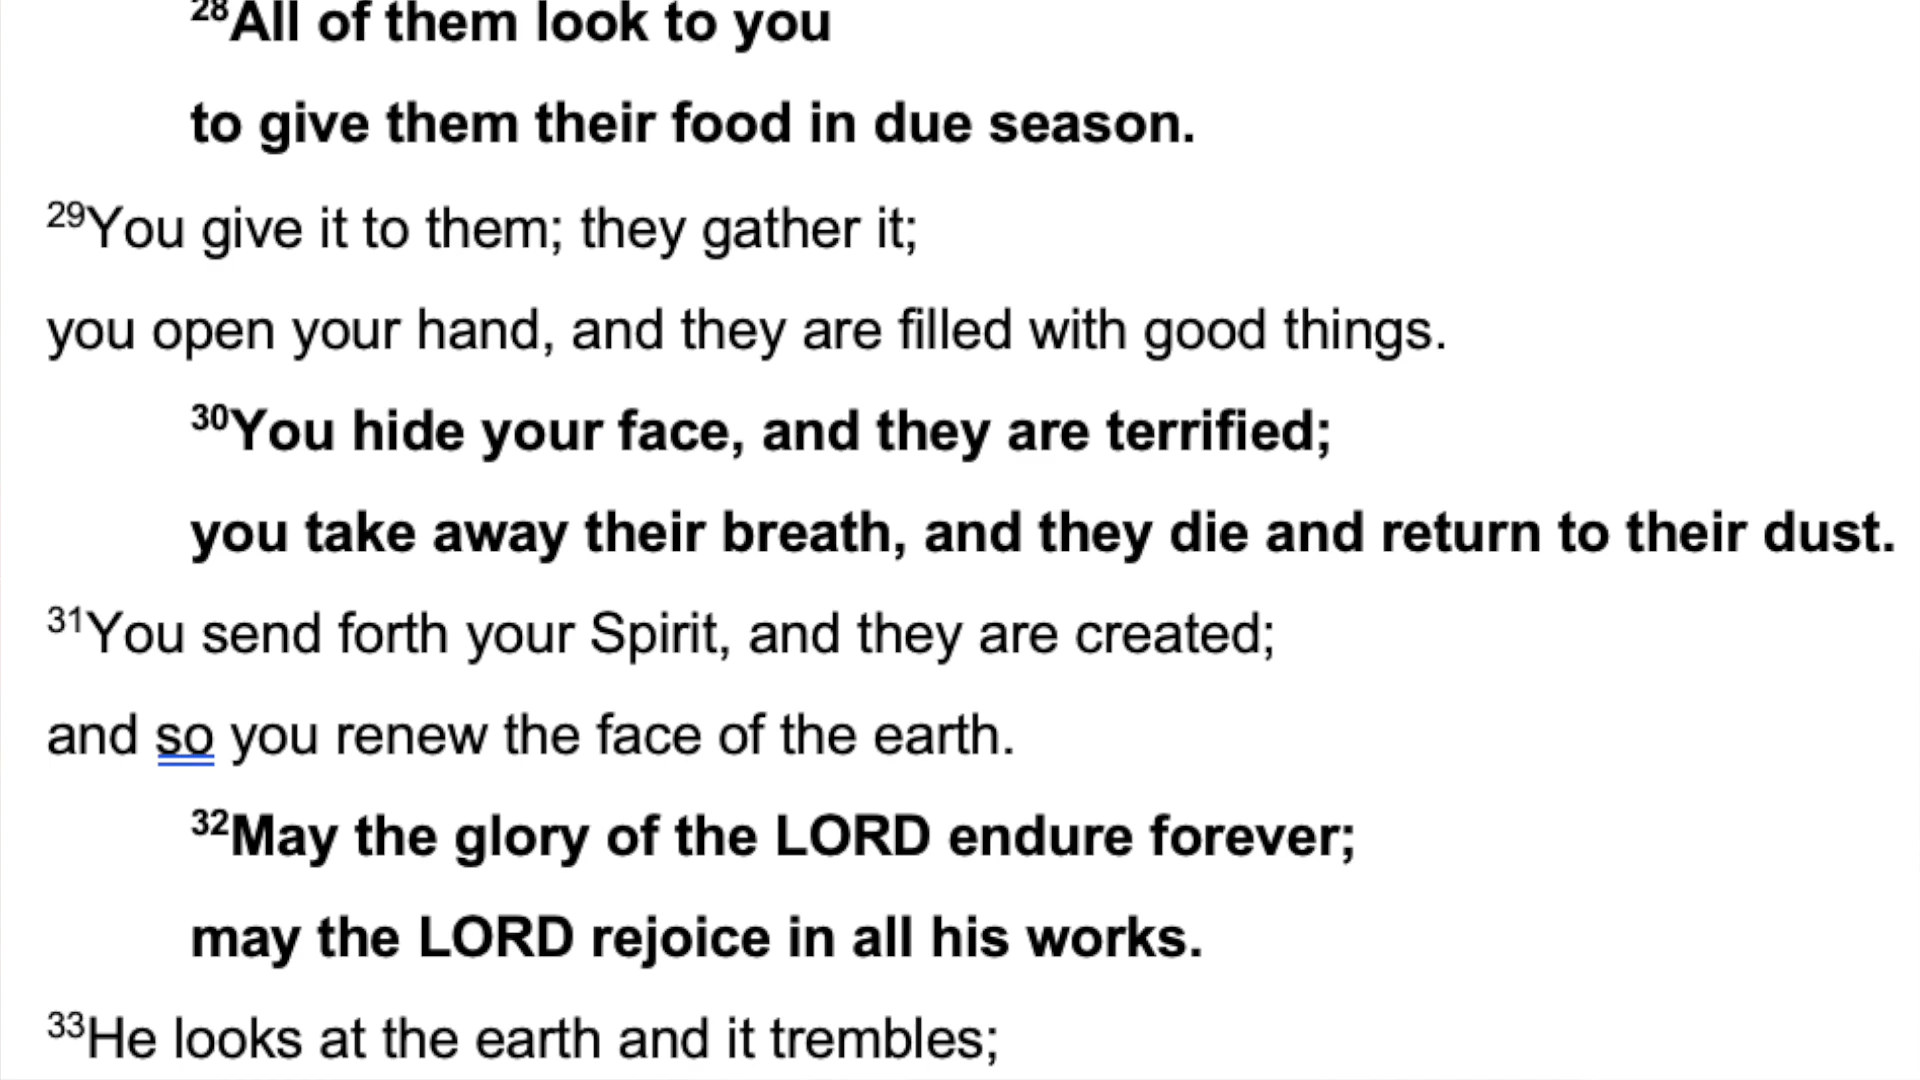 28All of them look to you
to give them their food in due season.
29You give it to them; they gather it;
you open your hand, and they are filled with good things.
30You hide your face, and they are terrified;
you take away their breath, and they die and return to their dust.
31You send forth your Spirit, and they are created;
and so you renew the face of the earth.
32May the glory of the LORD endure forever;
may the LORD rejoice in all his works.
33He looks at the earth and it trembles;